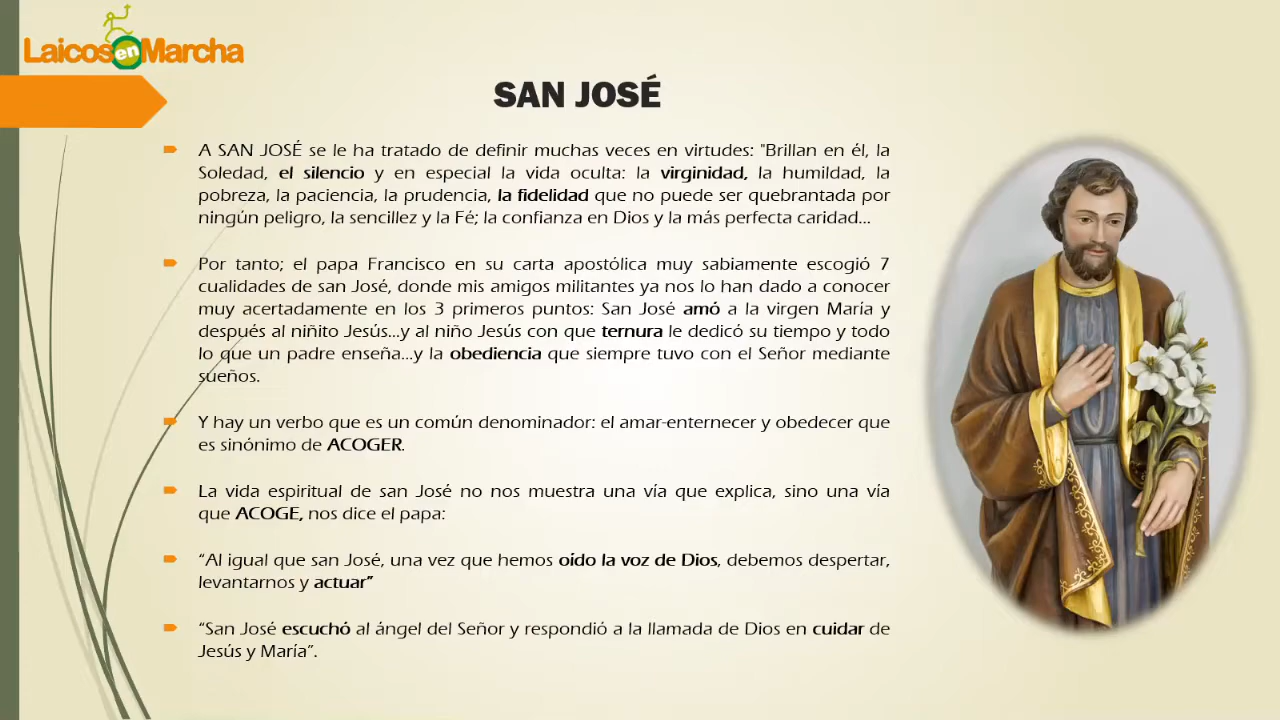 Laicos en Marcha
SAN JOSÉ
A SAN JOSÉ se le ha tratado de definir muchas veces en virtudes: "Brillan en él, la
Soledad, el silencio y en especial la vida oculta: la virginidad, la humildad, la
pobreza, la paciencia, la prudencia, la fidelidad que no puede ser quebrantada por
ningún peligro, la sencillez y la Fé; la confianza en Dios y la más perfecta caridad...
Por tanto; el papa Francisco en su carta apostólica muy sabiamente escogió 7
cualidades de san José, donde mis amigos militantes ya nos lo han dado a conocer
muy acertadamente en los 3 primeros puntos: San José amó a la virgen María y
después al niñito Jesús...y al niño Jesús con que ternura le dedicó su tiempo y todo
lo que un padre enseña...y la obediencia que siempre tuvo con el Señor mediante
sueños.
Y hay un verbo que es un común denominador: el amar-enternecer y obedecer que
es sinónimo de ACOGER.
La vida espiritual de san José no nos muestra una vía que explica, sino una vía
que ACOGE, nos dice el papa:
“Al igual que san José, una vez que hemos oído la voz de Dios, debemos despertar,
levantarnos y actuar”
“San José escuchó al ángel del Señor y respondió a la llamada de Dios en cuidar de
Jesús y María”.